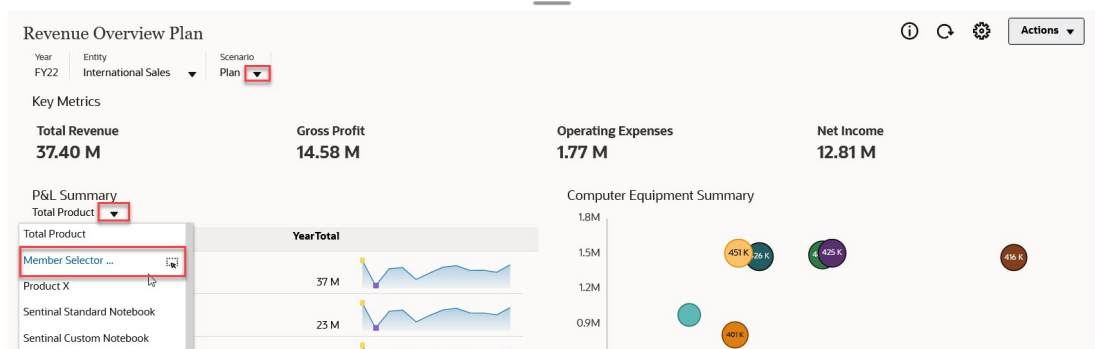 Revenue Overview Plan
Actions
Year Entity Scenario
FY22 International Sales Plan
Key Metrics
Total Revenue Gross Profit Operating Expenses Net Income
37.40 M 14.58 M 1.77 M 12.81 M
P&L Summary Computer Equipment Summary
Total Product
1.8M
Total Product YearTotal
1.5M 451 K 26 K 4 425 K 416 K
Member Selector ...
37 M
Product X 1.2M
Sentinal Standard Notebook
23 M 0.9M
Sentinal Custom Notebook 401 K